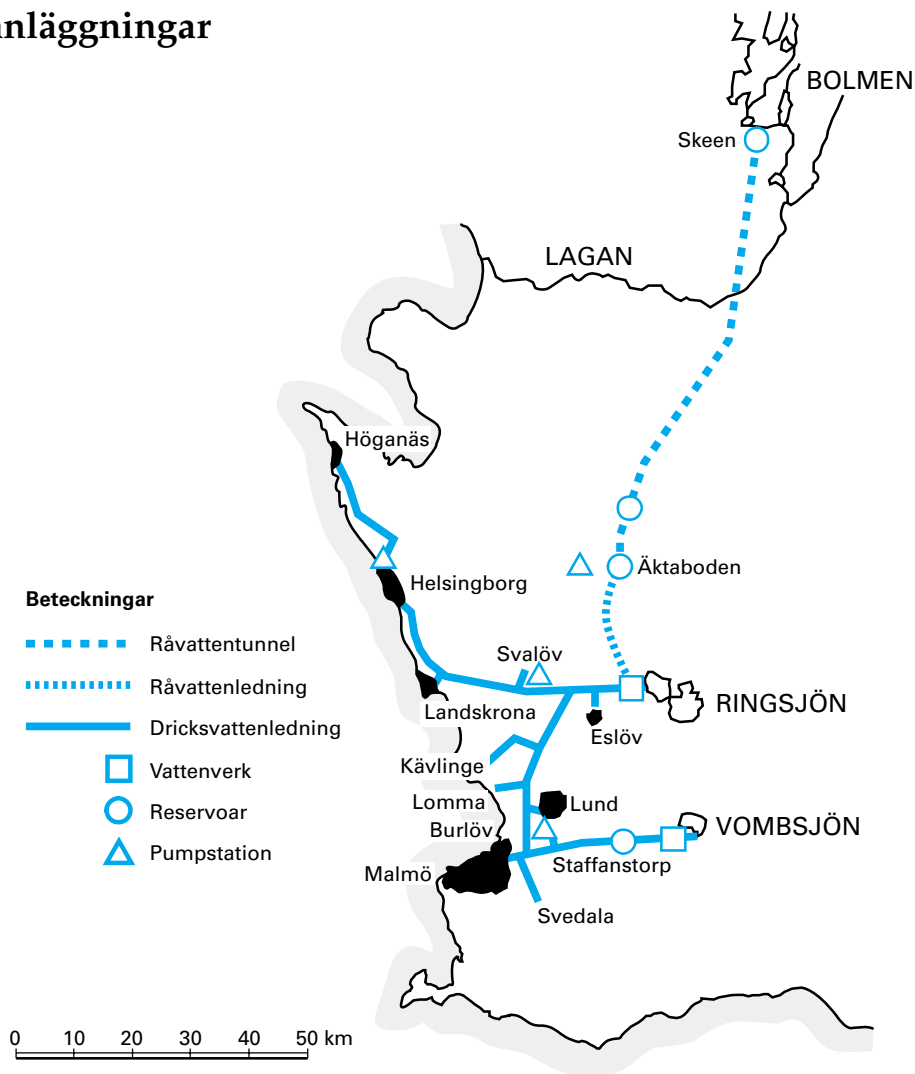 anläggningar
BOLMEN
Skeen
LAGAN
Höganäs
Äktaboden
Helsingborg
Beteckningar
Råvattentunnel
Råvattenledning
Dricksvattenledning
Vattenverk
Reservoar
Pumpstation
Svalöv
Landskrona
RINGSJÖN
Eslöv
Kävlinge
Lomma
Lund
Burlöv
VOMBSJÖN
Staffanstorp
Malmö
Svedala
0 10 20 30 40 50 km